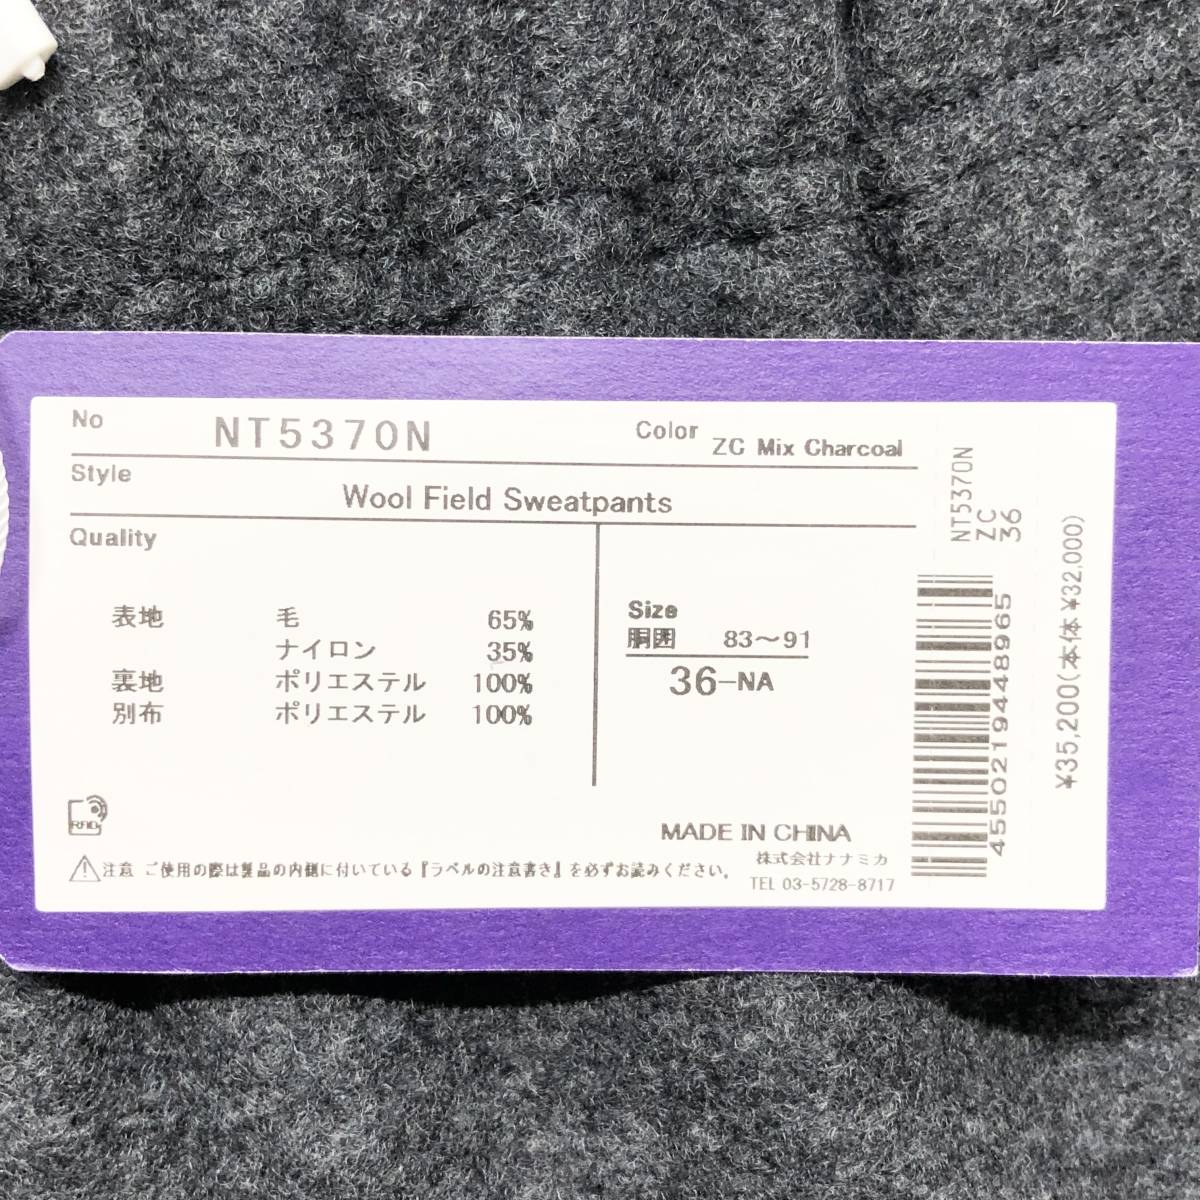 No NT5370N Color ZC Mix Charcoal
Style
Wool Field Sweatpants
Quality
表地 毛 65%
ナイロン 35%
裏地 ポリエステル 100%
別布 ポリエステル 100%
Size
胴囲 83～91
36-NA
RFID
MADE IN CHINA
株式会社ナナミカ
TEL 03-5728-8717
注意 ご使用の際は製品の内側に付いている『ラベルの注意書き』を必ずお読みください。
NT5370N
ZC
36
4550219448965
¥35,200(本体¥32,000)